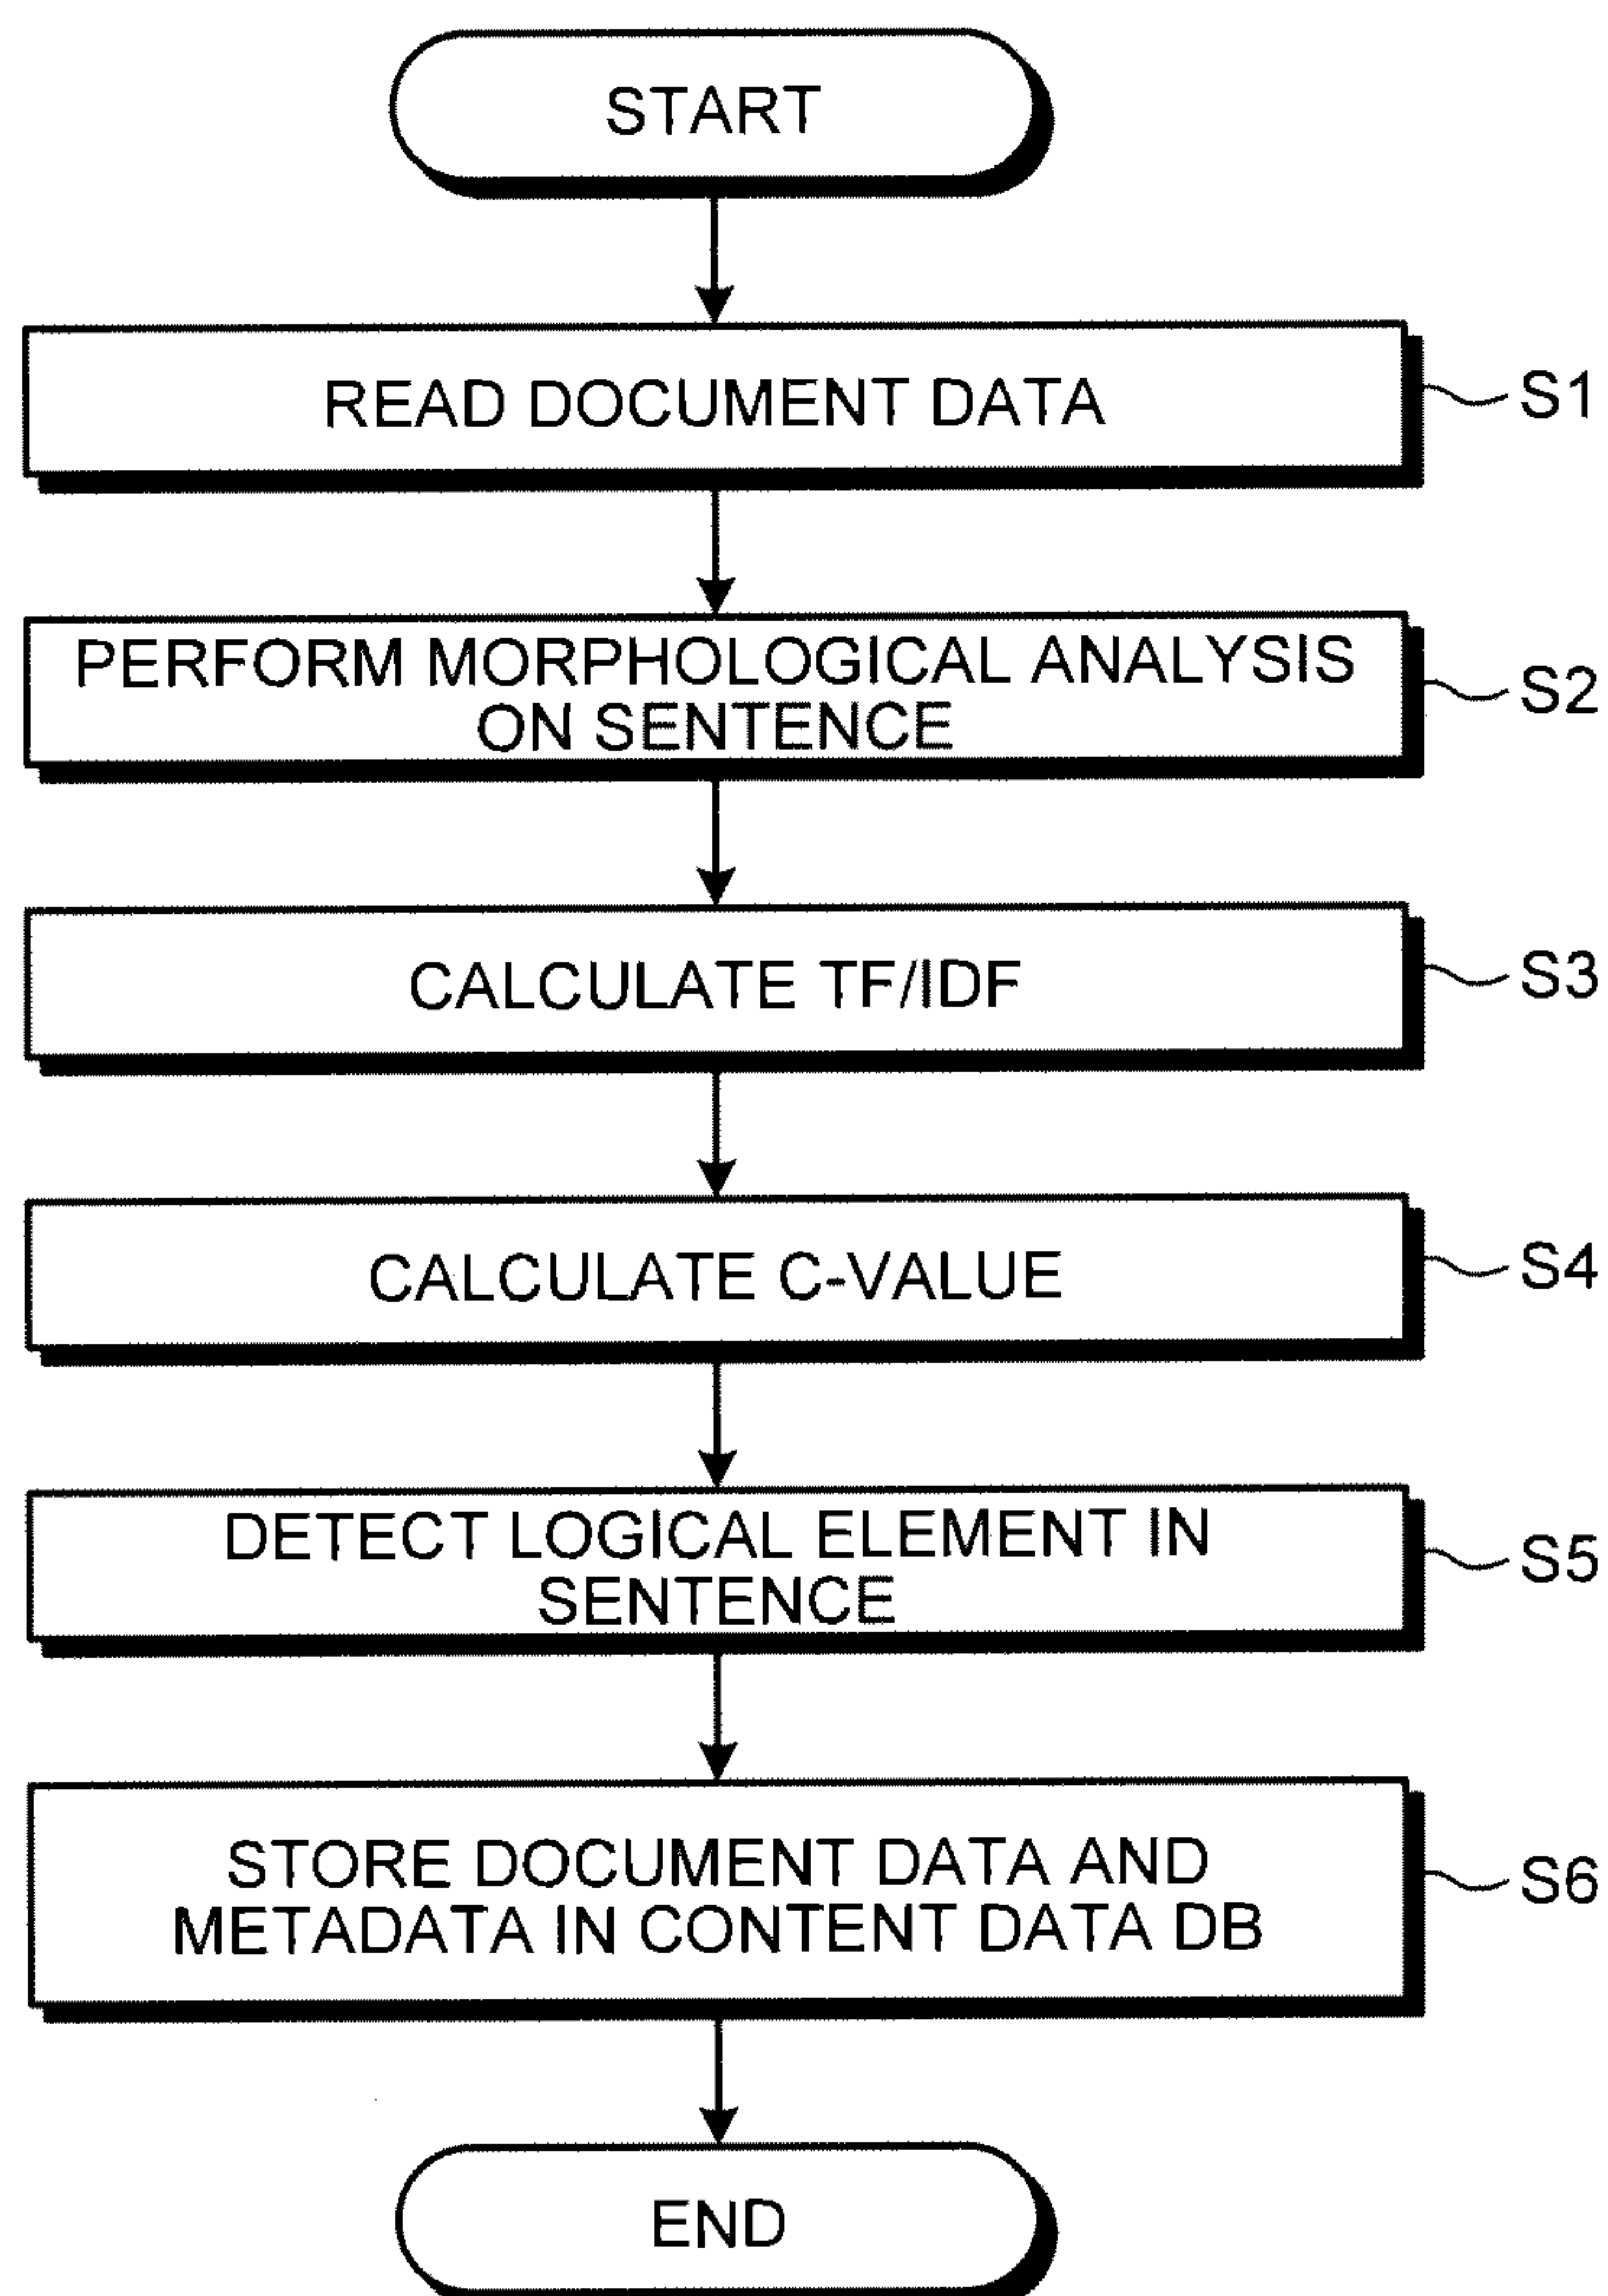 START
READ DOCUMENT DATA
S1
PERFORM MORPHOLOGICAL ANALYSIS
ON SENTENCE
S2
CALCULATE TF/IDF
S3
CALCULATE C-VALUE
S4
DETECT LOGICAL ELEMENT IN
SENTENCE
S5
STORE DOCUMENT DATA AND
METADATA IN CONTENT DATA DB
S6
END